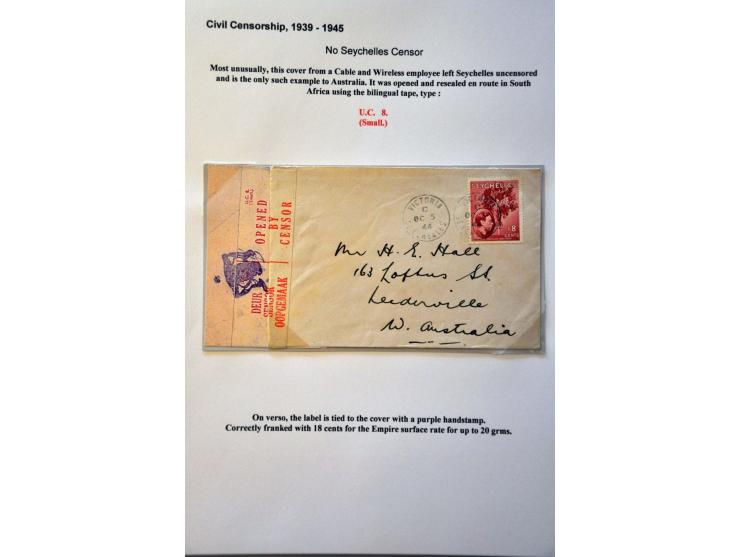 Civil Censorship, 1939 - 1945
No Seychelles Censor
Most unusually, this cover from a Cable and Wireless employee left Seychelles uncensored
and is the only such example to Australia. It was opened and resealed en route in South
Africa using the bilingual tape, type :
U.C. 8.
(Small.)
OPENED
BY
CENSOR
DEUR
SENSOR
OOPGEMAAK
VICTORIA
C
OC 5
44
SEYCHELLES
SEYCHELLES
18
CENTS
Mr H. E. Hall
163 Loftus St.
Leederville
W. Australia
On verso, the label is tied to the cover with a purple handstamp.
Correctly franked with 18 cents for the Empire surface rate for up to 20 grms.